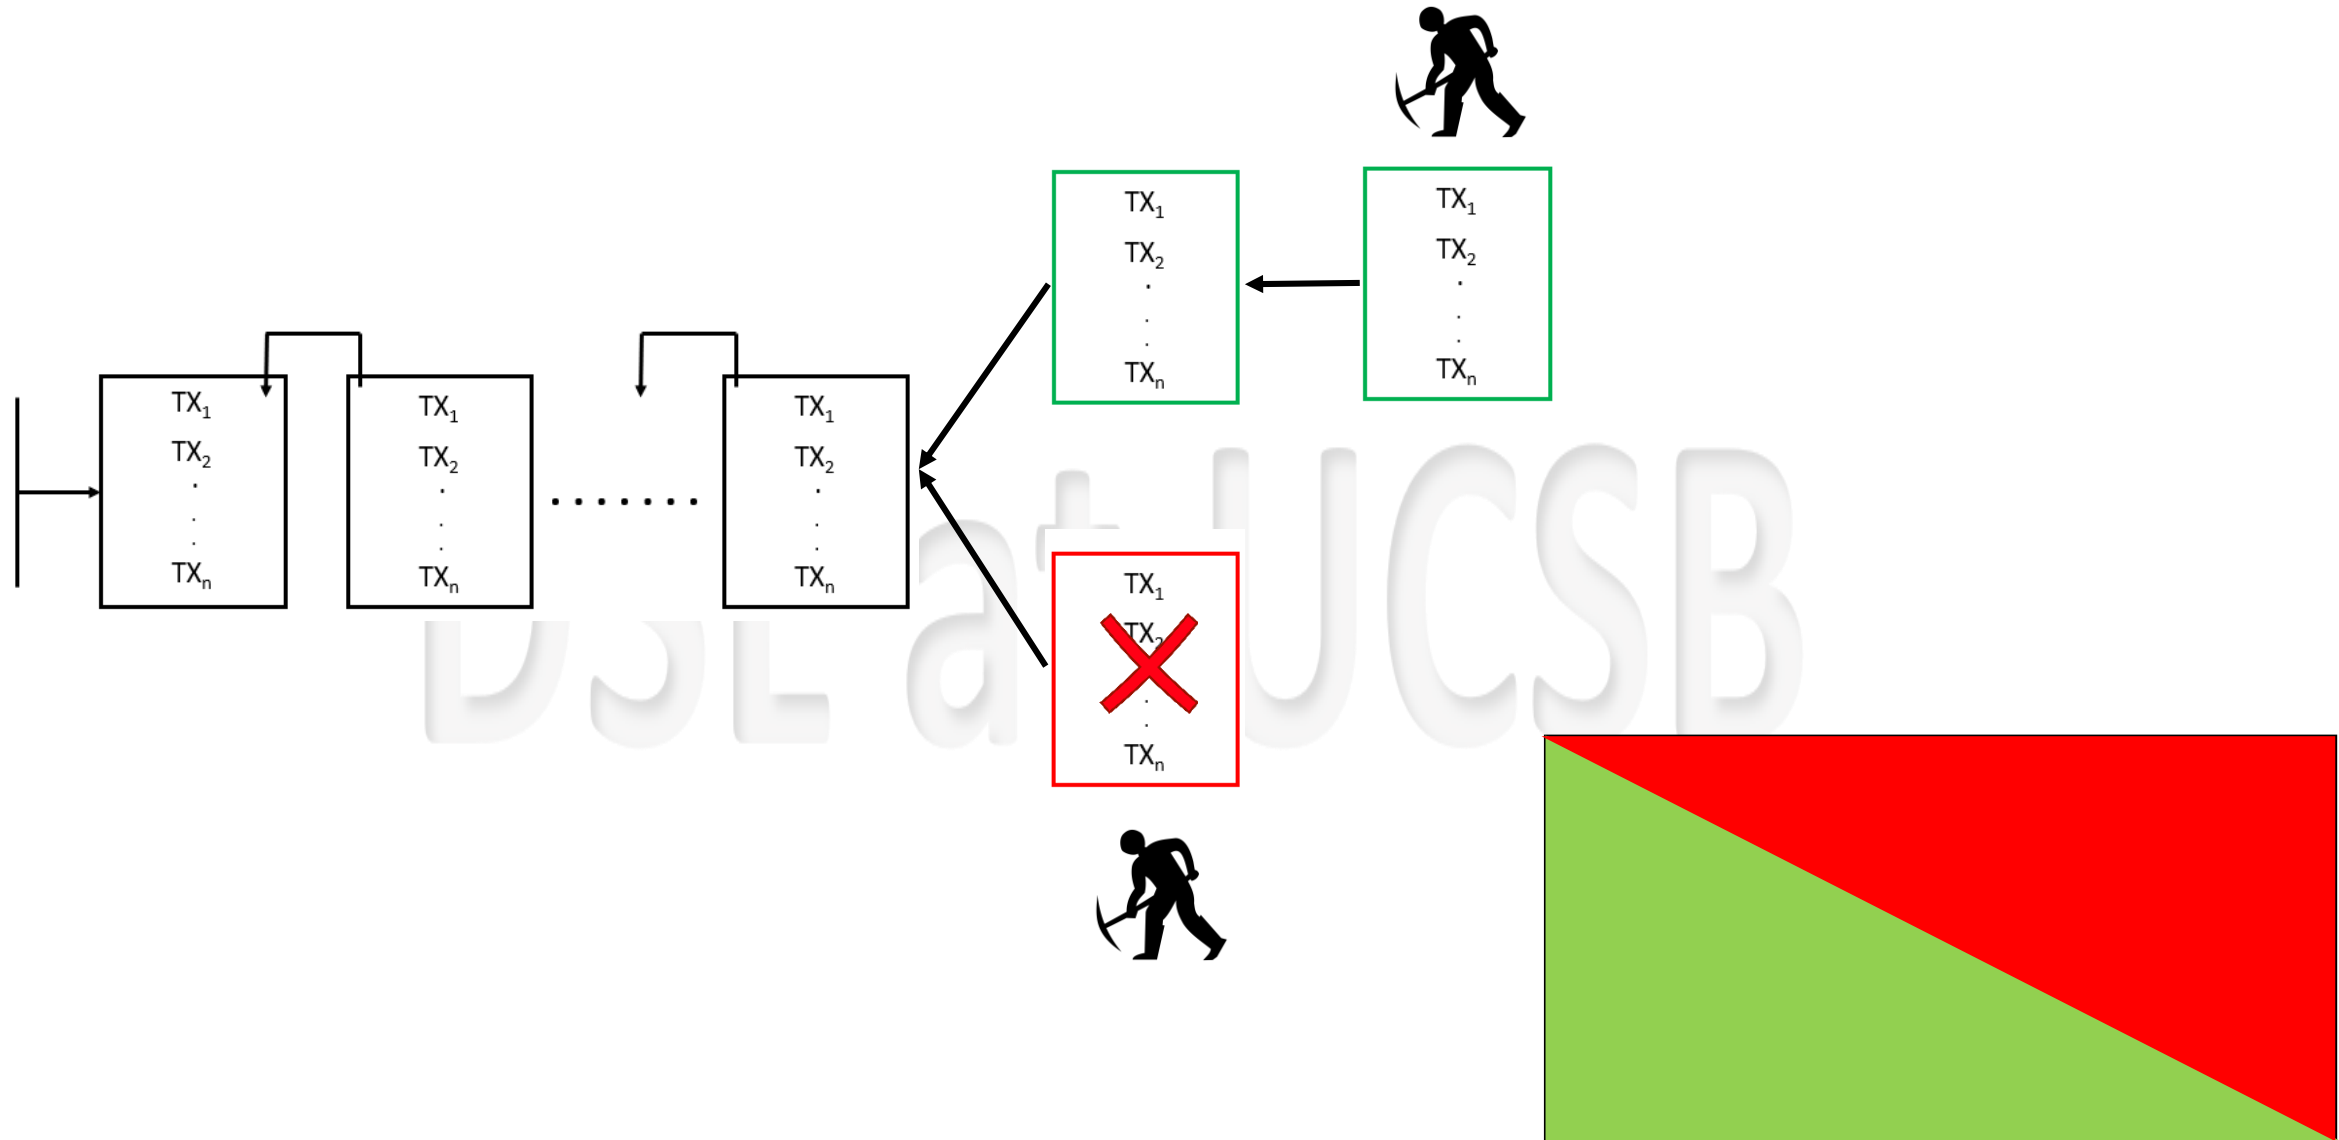 TX₁
TX₂
.
.
.
TXₙ
TX₁
TX₂
.
.
.
TXₙ
.......
TX₁
TX₂
.
.
.
TXₙ
TX₁
TX₂
.
.
.
TXₙ
TX₁
TX₂
.
.
.
TXₙ
TX₁
TX₂
.
.
TXₙ
DSL at UCSB